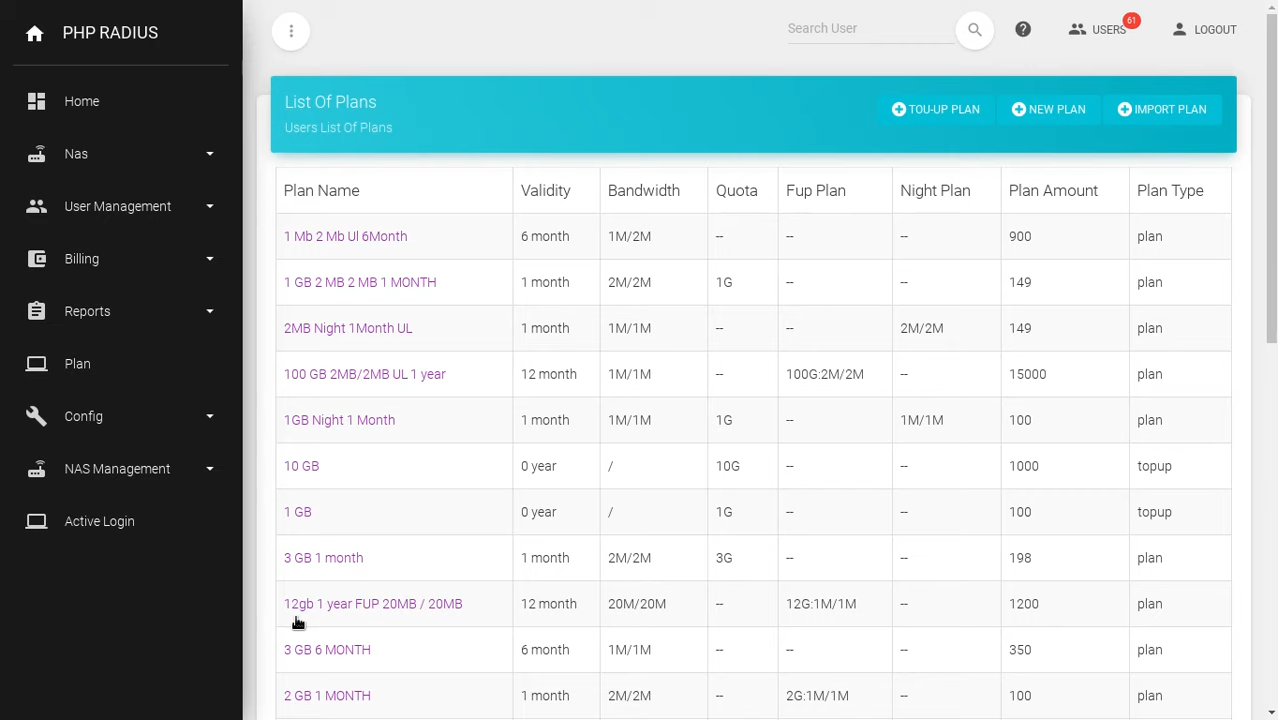 PHP RADIUS
Home
Nas
User Management
Billing
Reports
Plan
Config
NAS Management
Active Login
Search User
USERS 61
LOGOUT
List Of Plans
Users List Of Plans
TOU-UP PLAN
NEW PLAN
IMPORT PLAN
Plan Name Validity Bandwidth Quota Fup Plan Night Plan Plan Amount Plan Type
1 Mb 2 Mb Ul 6Month 6 month 1M/2M -- -- -- 900 plan
1 GB 2 MB 2 MB 1 MONTH 1 month 2M/2M 1G -- -- 149 plan
2MB Night 1Month UL 1 month 1M/1M -- -- 2M/2M 149 plan
100 GB 2MB/2MB UL 1 year 12 month 1M/1M -- 100G:2M/2M -- 15000 plan
1GB Night 1 Month 1 month 1M/1M 1G -- 1M/1M 100 plan
10 GB 0 year / 10G -- -- 1000 topup
1 GB 0 year / 1G -- -- 100 topup
3 GB 1 month 1 month 2M/2M 3G -- -- 198 plan
12gb 1 year FUP 20MB / 20MB 12 month 20M/20M -- 12G:1M/1M -- 1200 plan
3 GB 6 MONTH 6 month 1M/1M -- -- -- 350 plan
2 GB 1 MONTH 1 month 2M/2M -- 2G:1M/1M -- 100 plan